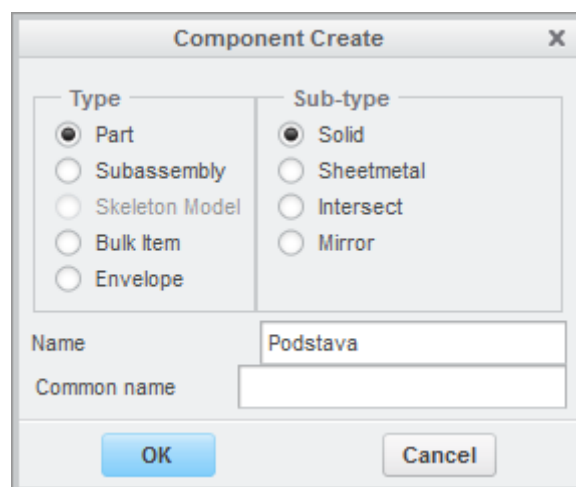 Component Create
Type
Part
Subassembly
Skeleton Model
Bulk Item
Envelope
Sub-type
Solid
Sheetmetal
Intersect
Mirror
Name Podstava
Common name
OK Cancel